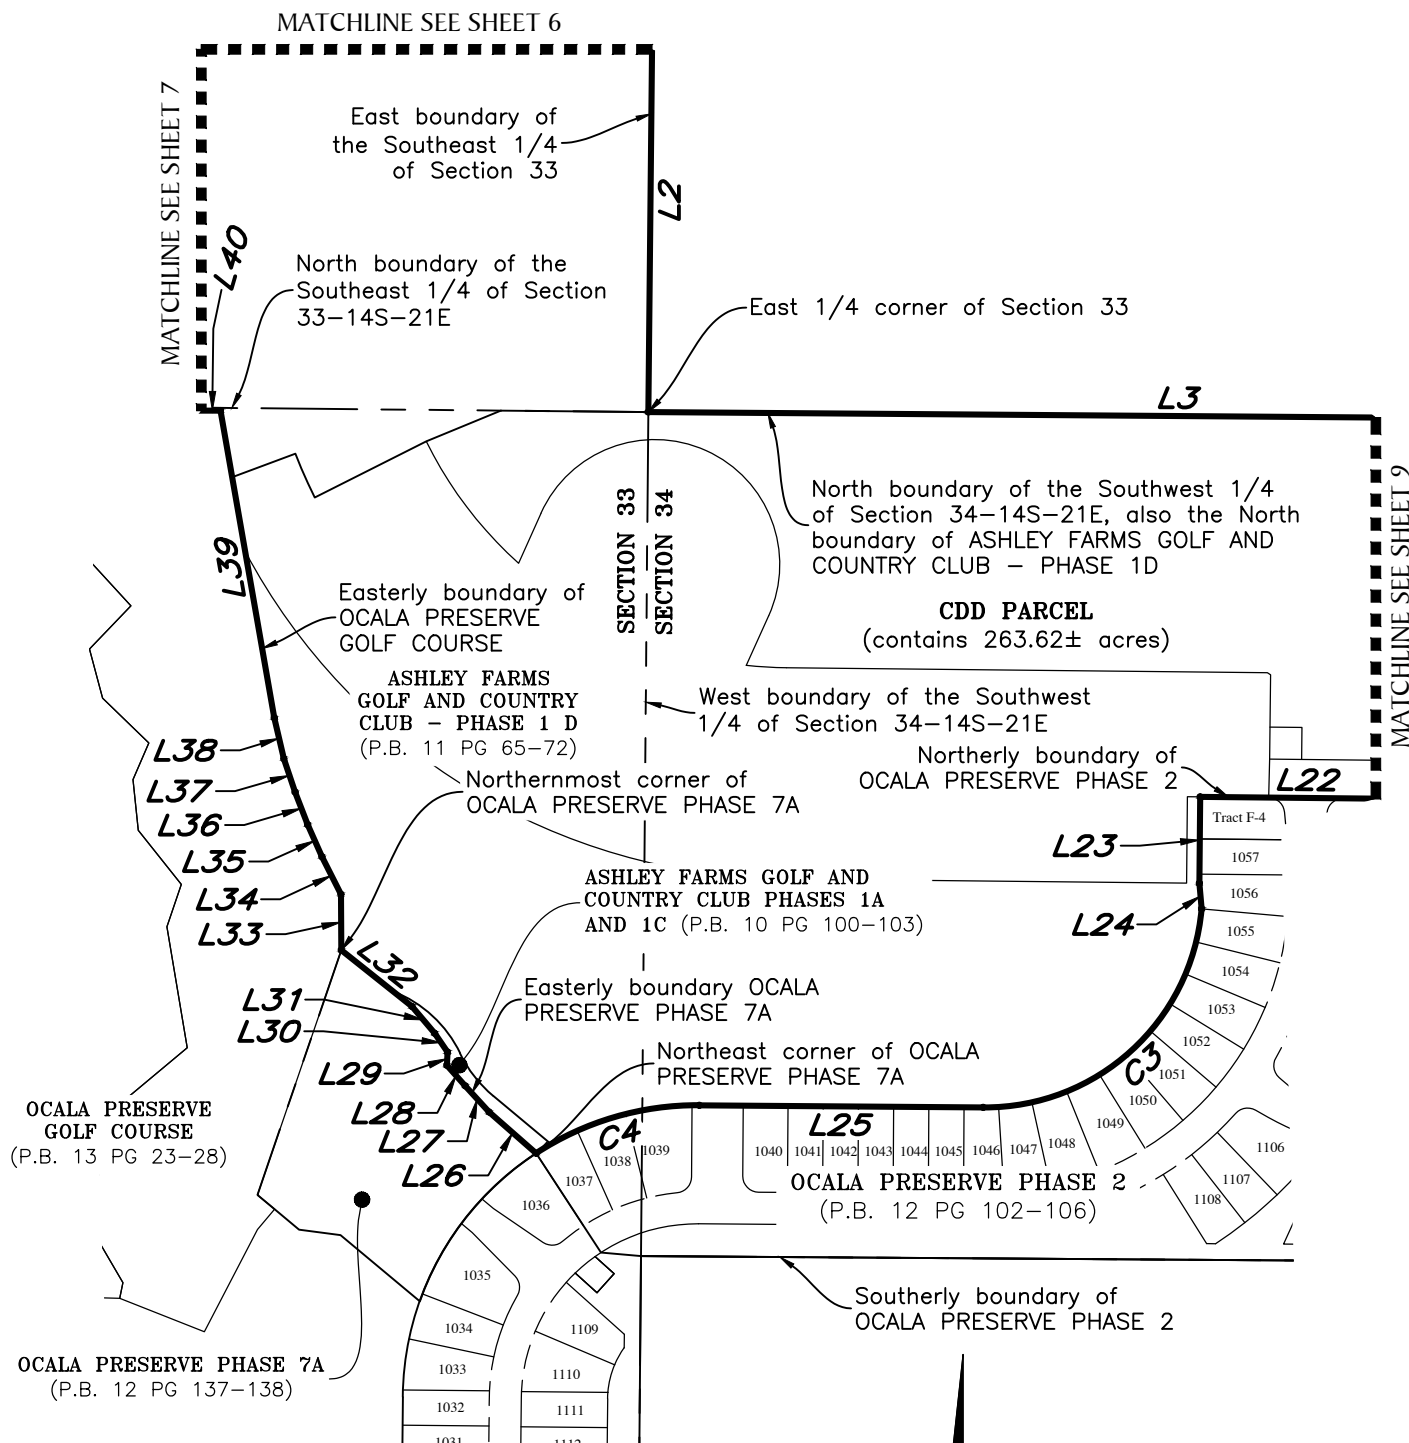 MATCHLINE SEE SHEET 6
MATCHLINE SEE SHEET 7
East boundary of
the Southeast 1/4
of Section 33
L2
L40
North boundary of the
Southeast 1/4 of Section
33-14S-21E
East 1/4 corner of Section 33
L3
MATCHLINE SEE SHEET 9
SECTION 33
SECTION 34
North boundary of the Southwest 1/4
of Section 34-14S-21E, also the North
boundary of ASHLEY FARMS GOLF AND
COUNTRY CLUB - PHASE 1D
CDD PARCEL
(contains 263.62± acres)
L39
Easterly boundary of
OCALA PRESERVE
GOLF COURSE
ASHLEY FARMS
GOLF AND COUNTRY
CLUB - PHASE 1 D
(P.B. 11 PG 65-72)
West boundary of the Southwest
1/4 of Section 34-14S-21E
Northerly boundary of
OCALA PRESERVE PHASE 2
L22
L38
L37
L36
L35
L34
L33
Northernmost corner of
OCALA PRESERVE PHASE 7A
Tract F-4
L23
1057
1056
L24
1055
1054
1053
1052
1051
1050
1049
C3
ASHLEY FARMS GOLF AND
COUNTRY CLUB PHASES 1A
AND 1C (P.B. 10 PG 100-103)
L32
L31
L30
L29
L28
L27
L26
Easterly boundary OCALA
PRESERVE PHASE 7A
Northeast corner of OCALA
PRESERVE PHASE 7A
OCALA PRESERVE
GOLF COURSE
(P.B. 13 PG 23-28)
C4
L25
1036
1037
1038
1039
1040
1041
1042
1043
1044
1045
1046
1047
1048
1106
1107
1108
OCALA PRESERVE PHASE 2
(P.B. 12 PG 102-106)
Southerly boundary of
OCALA PRESERVE PHASE 2
1035
1034
1033
1032
1031
1109
1110
1111
1112
OCALA PRESERVE PHASE 7A
(P.B. 12 PG 137-138)